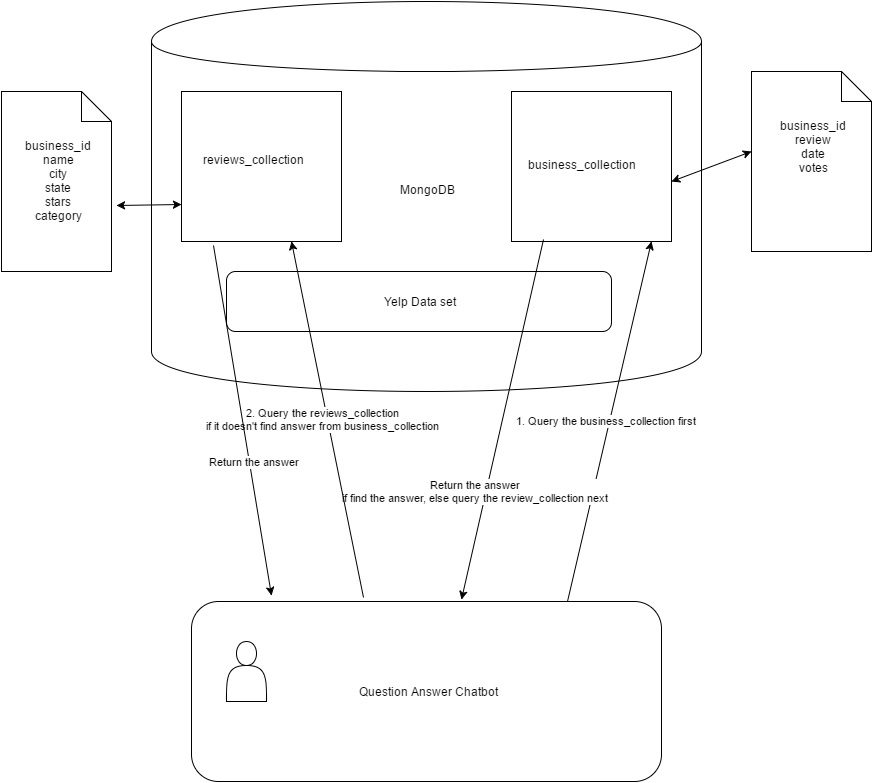 business_id
name
city
state
stars
category
reviews_collection
MongoDB
business_collection
business_id
review
date
votes
Yelp Data set
2. Query the reviews_collection
if it doesn't find answer from business_collection
1. Query the business_collection first
Return the answer
Return the answer
if find the answer, else query the review_collection next
Question Answer Chatbot